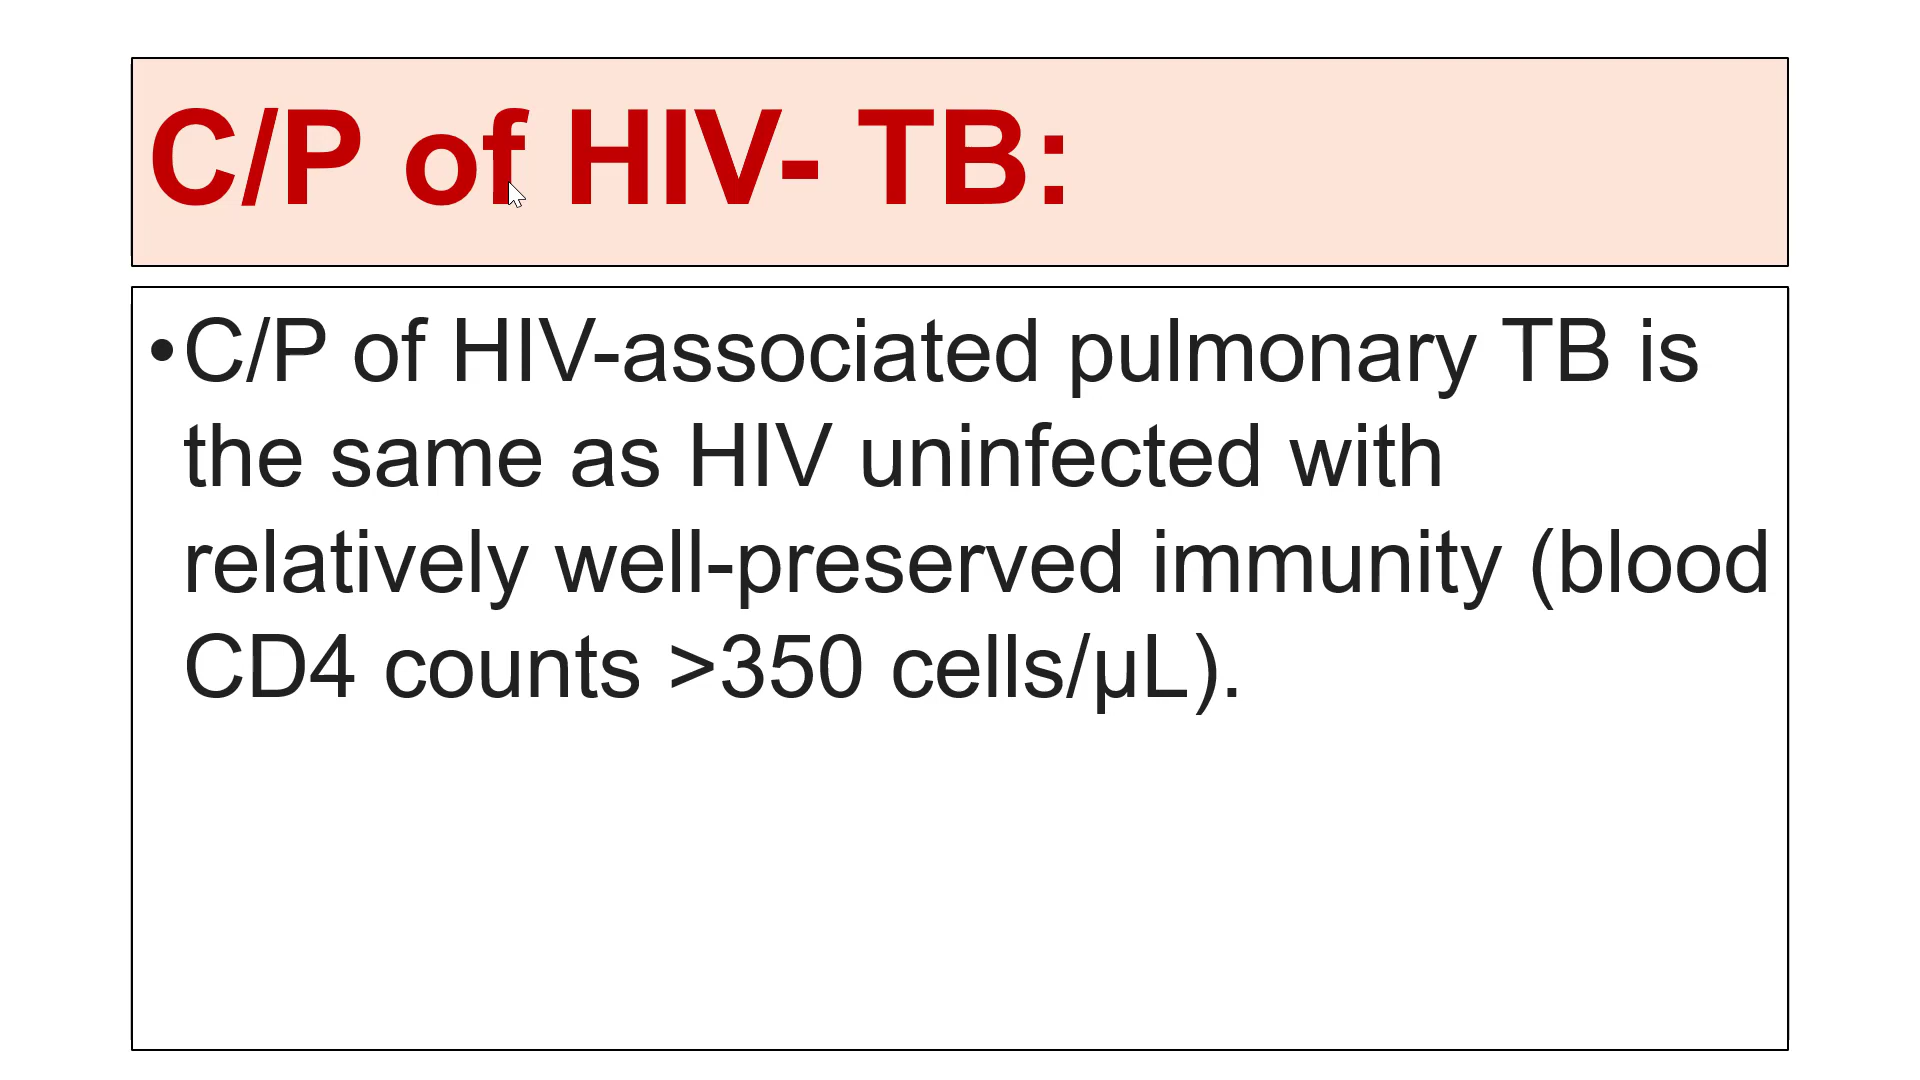 C/P of HIV- TB:
•C/P of HIV-associated pulmonary TB is
the same as HIV uninfected with
relatively well-preserved immunity (blood
CD4 counts >350 cells/µL).